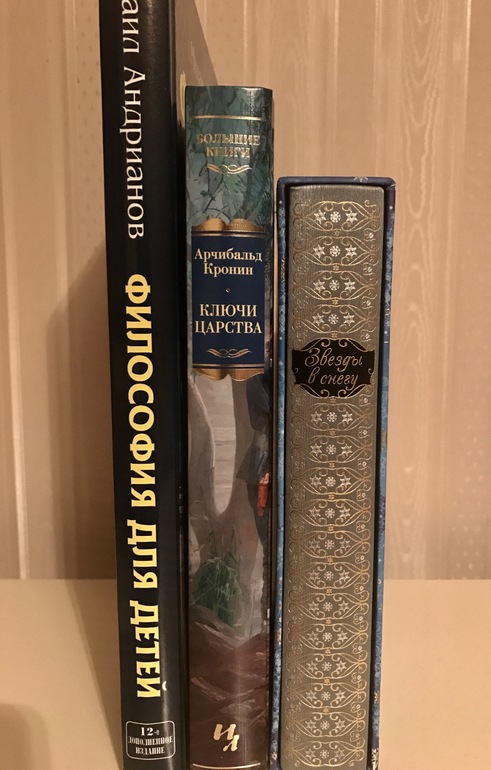 аил Андрианов
ФИЛОСОФИЯ ДЛЯ ДЕТЕЙ
12-е
ДОПОЛНЕННОЕ
ИЗДАНИЕ
БОЛЬШИЕ
КНИГИ
Арчибальд
Кронин
КЛЮЧИ
ЦАРСТВА
Звезды
в снегу